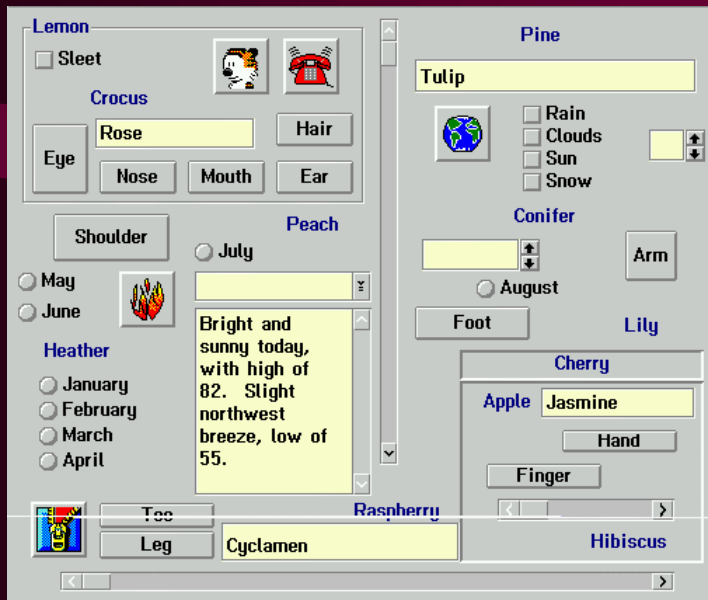 Lemon
Sleet
Crocus
Rose
Hair
Eye
Nose Mouth Ear
Pine
Tulip
Rain
Clouds
Sun
Snow
Conifer
Arm
August
Foot
Lily
Shoulder
Peach
July
May
June
Bright and
sunny today,
with high of
82. Slight
northwest
breeze, low of
55.
Heather
January
February
March
April
Cherry
Apple Jasmine
Hand
Finger
Hibiscus
Toe
Leg
Raspberry
Cyclamen